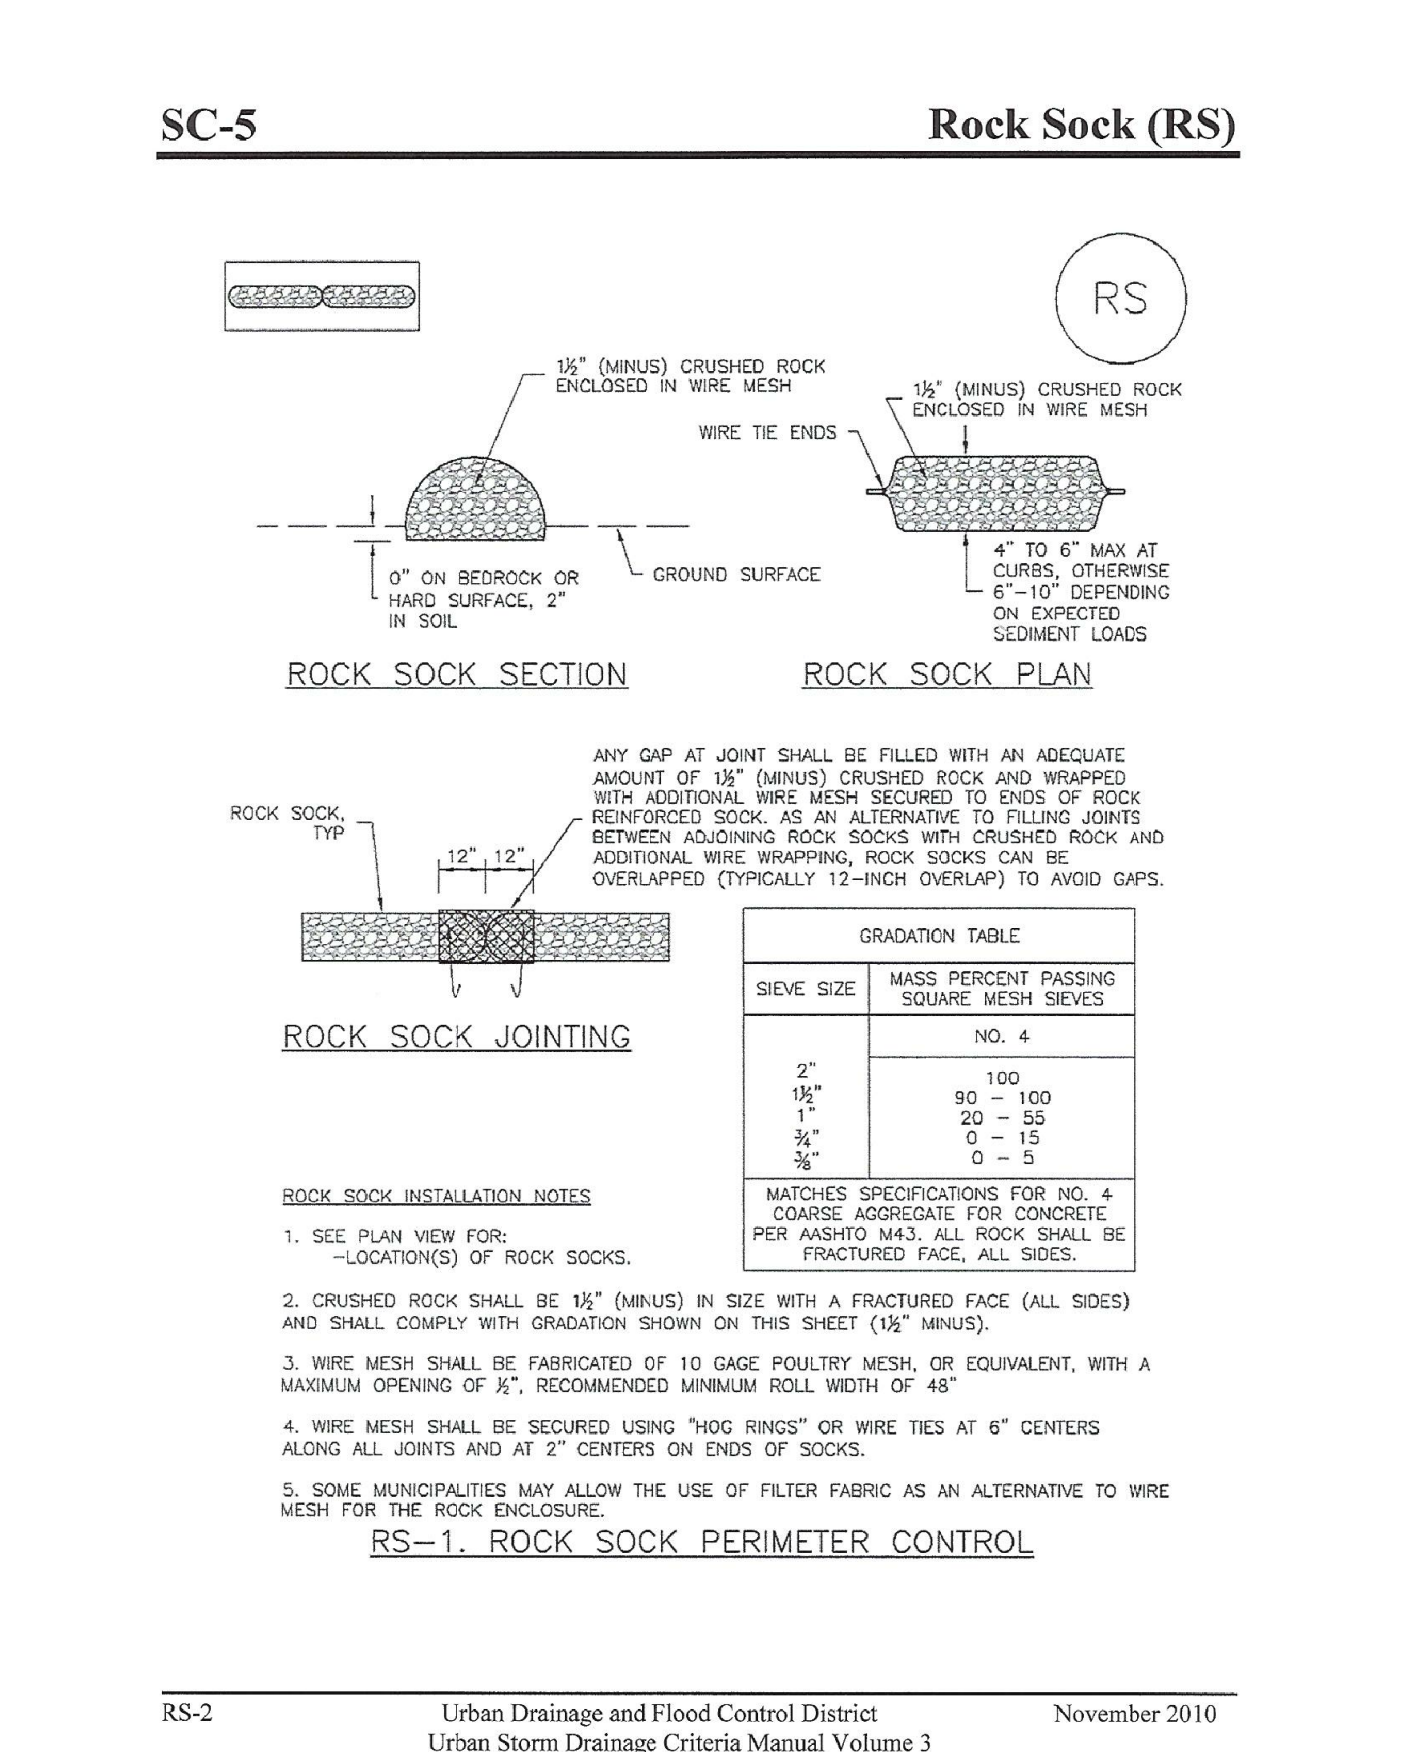 SC-5
Rock Sock (RS)
RS
1½" (MINUS) CRUSHED ROCK
ENCLOSED IN WIRE MESH
1½" (MINUS) CRUSHED ROCK
ENCLOSED IN WIRE MESH
WIRE TIE ENDS
GROUND SURFACE
0" ON BEDROCK OR
HARD SURFACE, 2"
IN SOIL
4" TO 6" MAX AT
CURBS, OTHERWISE
6"-10" DEPENDING
ON EXPECTED
SEDIMENT LOADS
ROCK SOCK SECTION
ROCK SOCK PLAN
ANY GAP AT JOINT SHALL BE FILLED WITH AN ADEQUATE
AMOUNT OF 1½" (MINUS) CRUSHED ROCK AND WRAPPED
WITH ADDITIONAL WIRE MESH SECURED TO ENDS OF ROCK
REINFORCED SOCK. AS AN ALTERNATIVE TO FILLING JOINTS
BETWEEN ADJOINING ROCK SOCKS WITH CRUSHED ROCK AND
ADDITIONAL WIRE WRAPPING, ROCK SOCKS CAN BE
OVERLAPPED (TYPICALLY 12-INCH OVERLAP) TO AVOID GAPS.
ROCK SOCK,
TYP
12" 12"
ROCK SOCK JOINTING
GRADATION TABLE
SIEVE SIZE
MASS PERCENT PASSING
SQUARE MESH SIEVES
NO. 4
2" 100
1½" 90 - 100
1" 20 - 55
¾" 0 - 15
⅜" 0 - 5
MATCHES SPECIFICATIONS FOR NO. 4
COARSE AGGREGATE FOR CONCRETE
PER AASHTO M43. ALL ROCK SHALL BE
FRACTURED FACE, ALL SIDES.
ROCK SOCK INSTALLATION NOTES
1. SEE PLAN VIEW FOR:
-LOCATION(S) OF ROCK SOCKS.
2. CRUSHED ROCK SHALL BE 1½" (MINUS) IN SIZE WITH A FRACTURED FACE (ALL SIDES)
AND SHALL COMPLY WITH GRADATION SHOWN ON THIS SHEET (1½" MINUS).
3. WIRE MESH SHALL BE FABRICATED OF 10 GAGE POULTRY MESH, OR EQUIVALENT, WITH A
MAXIMUM OPENING OF ½", RECOMMENDED MINIMUM ROLL WIDTH OF 48"
4. WIRE MESH SHALL BE SECURED USING "HOG RINGS" OR WIRE TIES AT 6" CENTERS
ALONG ALL JOINTS AND AT 2" CENTERS ON ENDS OF SOCKS.
5. SOME MUNICIPALITIES MAY ALLOW THE USE OF FILTER FABRIC AS AN ALTERNATIVE TO WIRE
MESH FOR THE ROCK ENCLOSURE.
RS-1. ROCK SOCK PERIMETER CONTROL
RS-2
Urban Drainage and Flood Control District
November 2010
Urban Storm Drainage Criteria Manual Volume 3